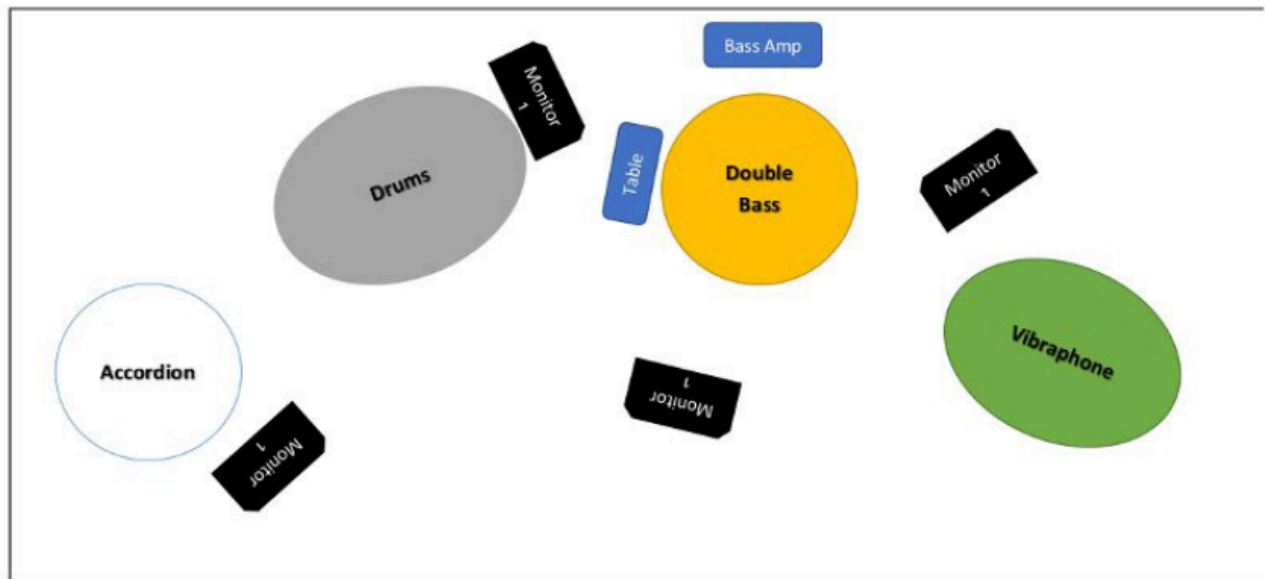 Bass Amp
Monitor
1
Drums
Table
Double
Bass
Monitor
1
Vibraphone
Accordion
Monitor
1
Monitor
1